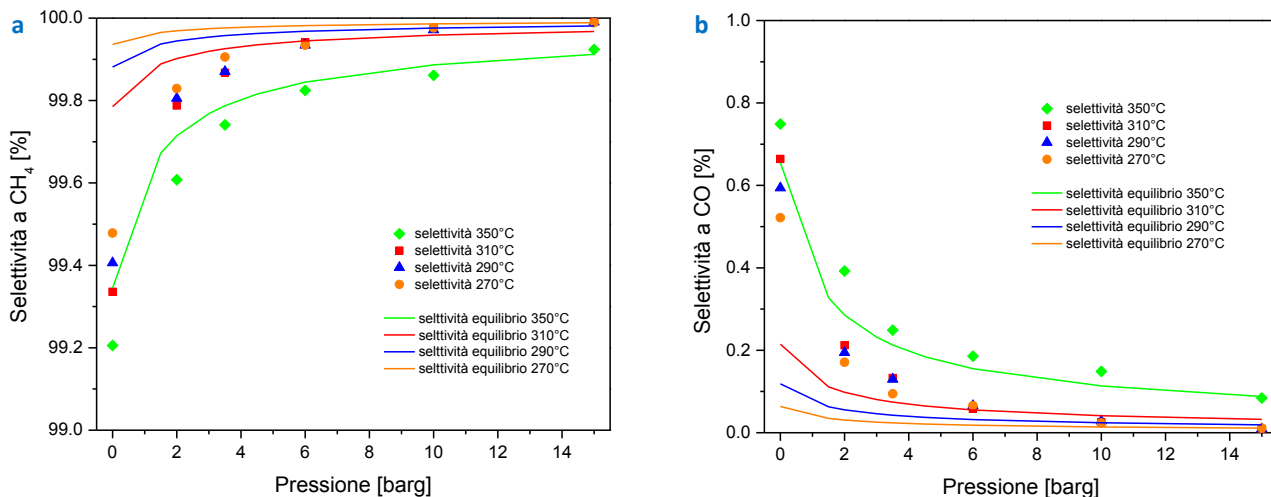 a
100.0
99.8
99.6
99.4
99.2
99.0
Selettività a CH4 [%]
selettività 350°C
selettività 310°C
selettività 290°C
selettività 270°C
selttività equilibrio 350°C
selttività equilibrio 310°C
selttività equilibrio 290°C
selttività equilibrio 270°C
0 2 4 6 8 10 12 14
Pressione [barg]
b
1.0
0.8
0.6
0.4
0.2
0.0
Selettività a CO [%]
selettività 350°C
selettività 310°C
selettività 290°C
selettività 270°C
selettività equilibrio 350°C
selettività equilibrio 310°C
selettività equilibrio 290°C
selettività equilibrio 270°C
0 2 4 6 8 10 12 14
Pressione [barg]